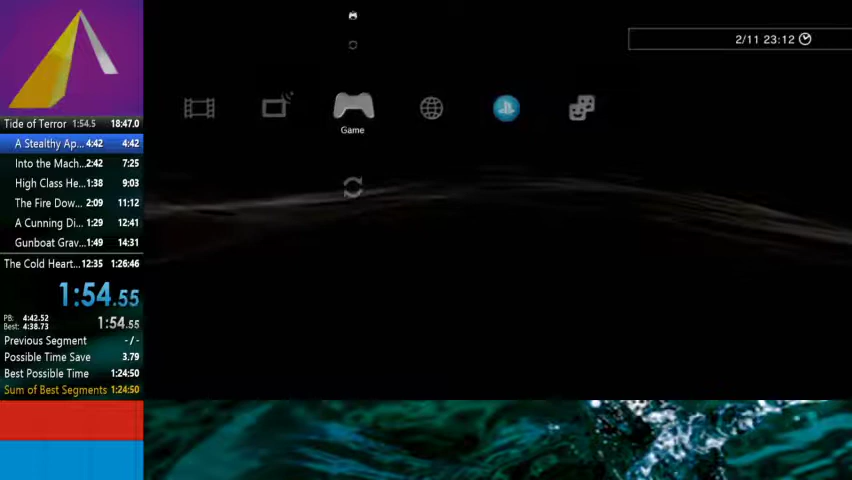 2/11 23:12
Game
Tide of Terror 1:54.5 18:47.0
A Stealthy Ap... 4:42 4:42
Into the Mach... 2:42 7:25
High Class He... 1:38 9:03
The Fire Dow... 2:09 11:12
A Cunning Di... 1:29 12:41
Gunboat Grav... 1:49 14:31
The Cold Heart... 12:35 1:26:46
1:54.55
PB: 4:42.52
Best: 4:38.73
1:54.55
Previous Segment - / -
Possible Time Save 3.79
Best Possible Time 1:24:50
Sum of Best Segments 1:24:50